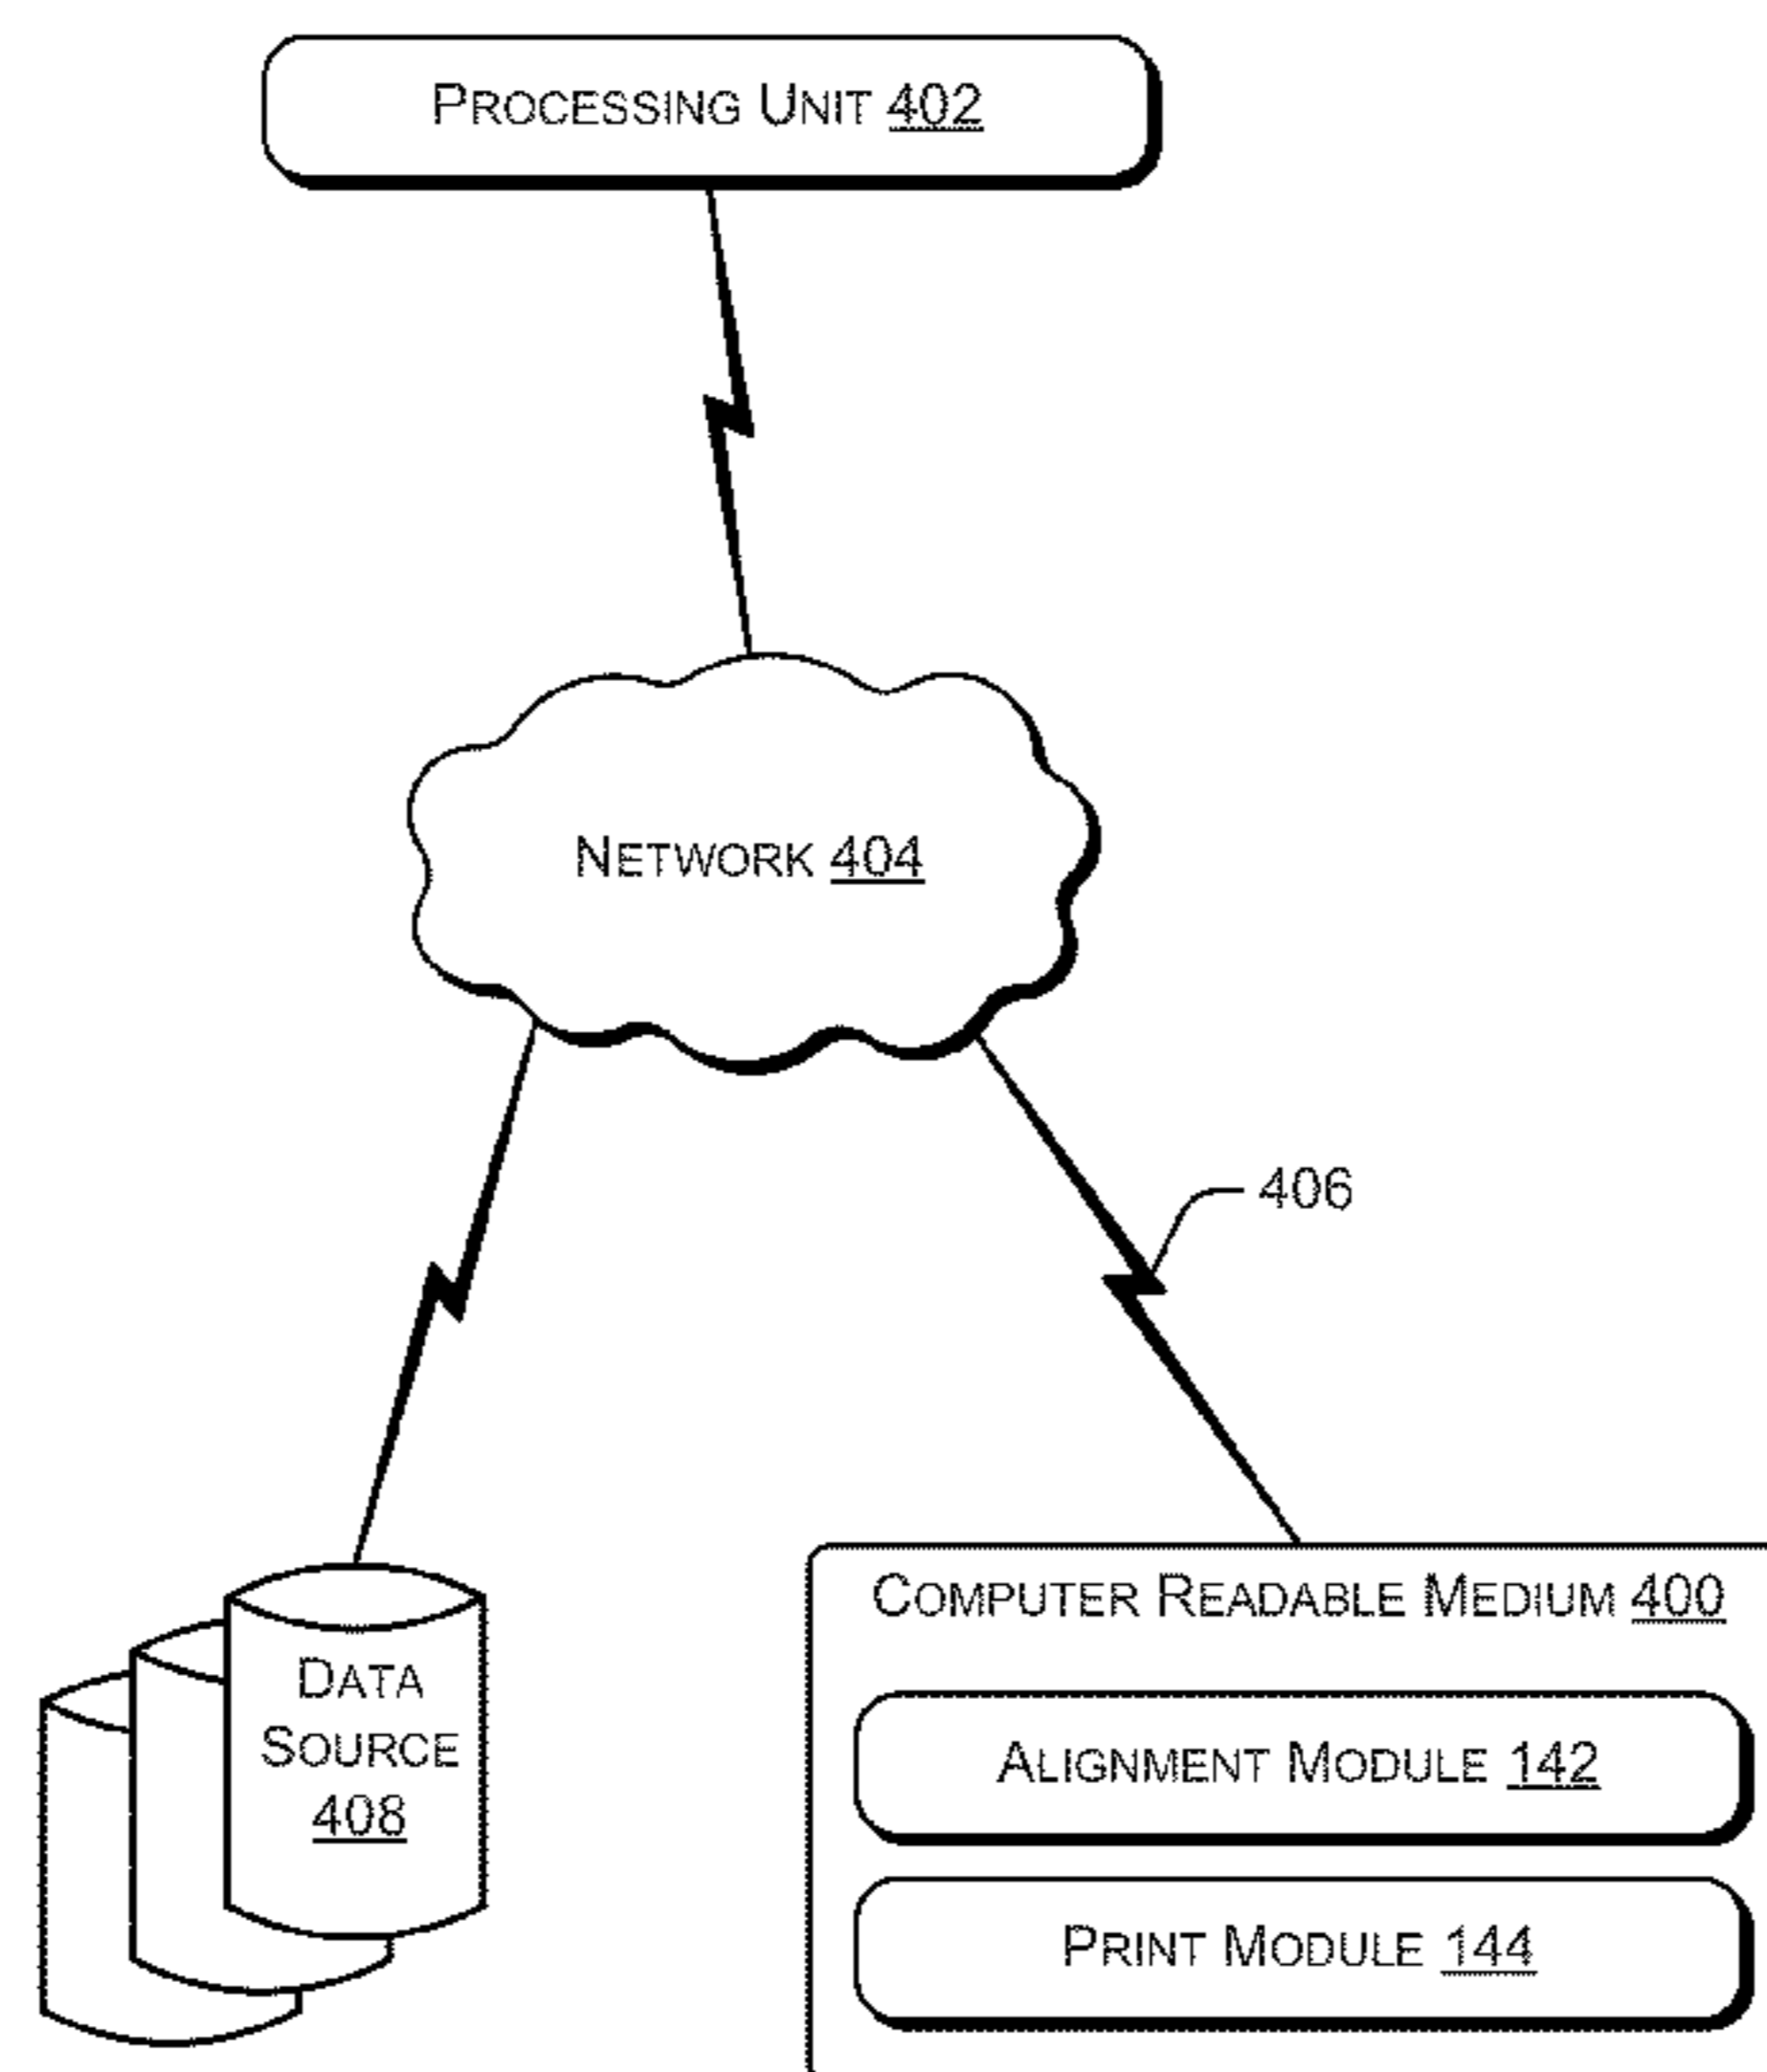 PROCESSING UNIT 402
NETWORK 404
406
DATA
SOURCE
408
COMPUTER READABLE MEDIUM 400
ALIGNMENT MODULE 142
PRINT MODULE 144